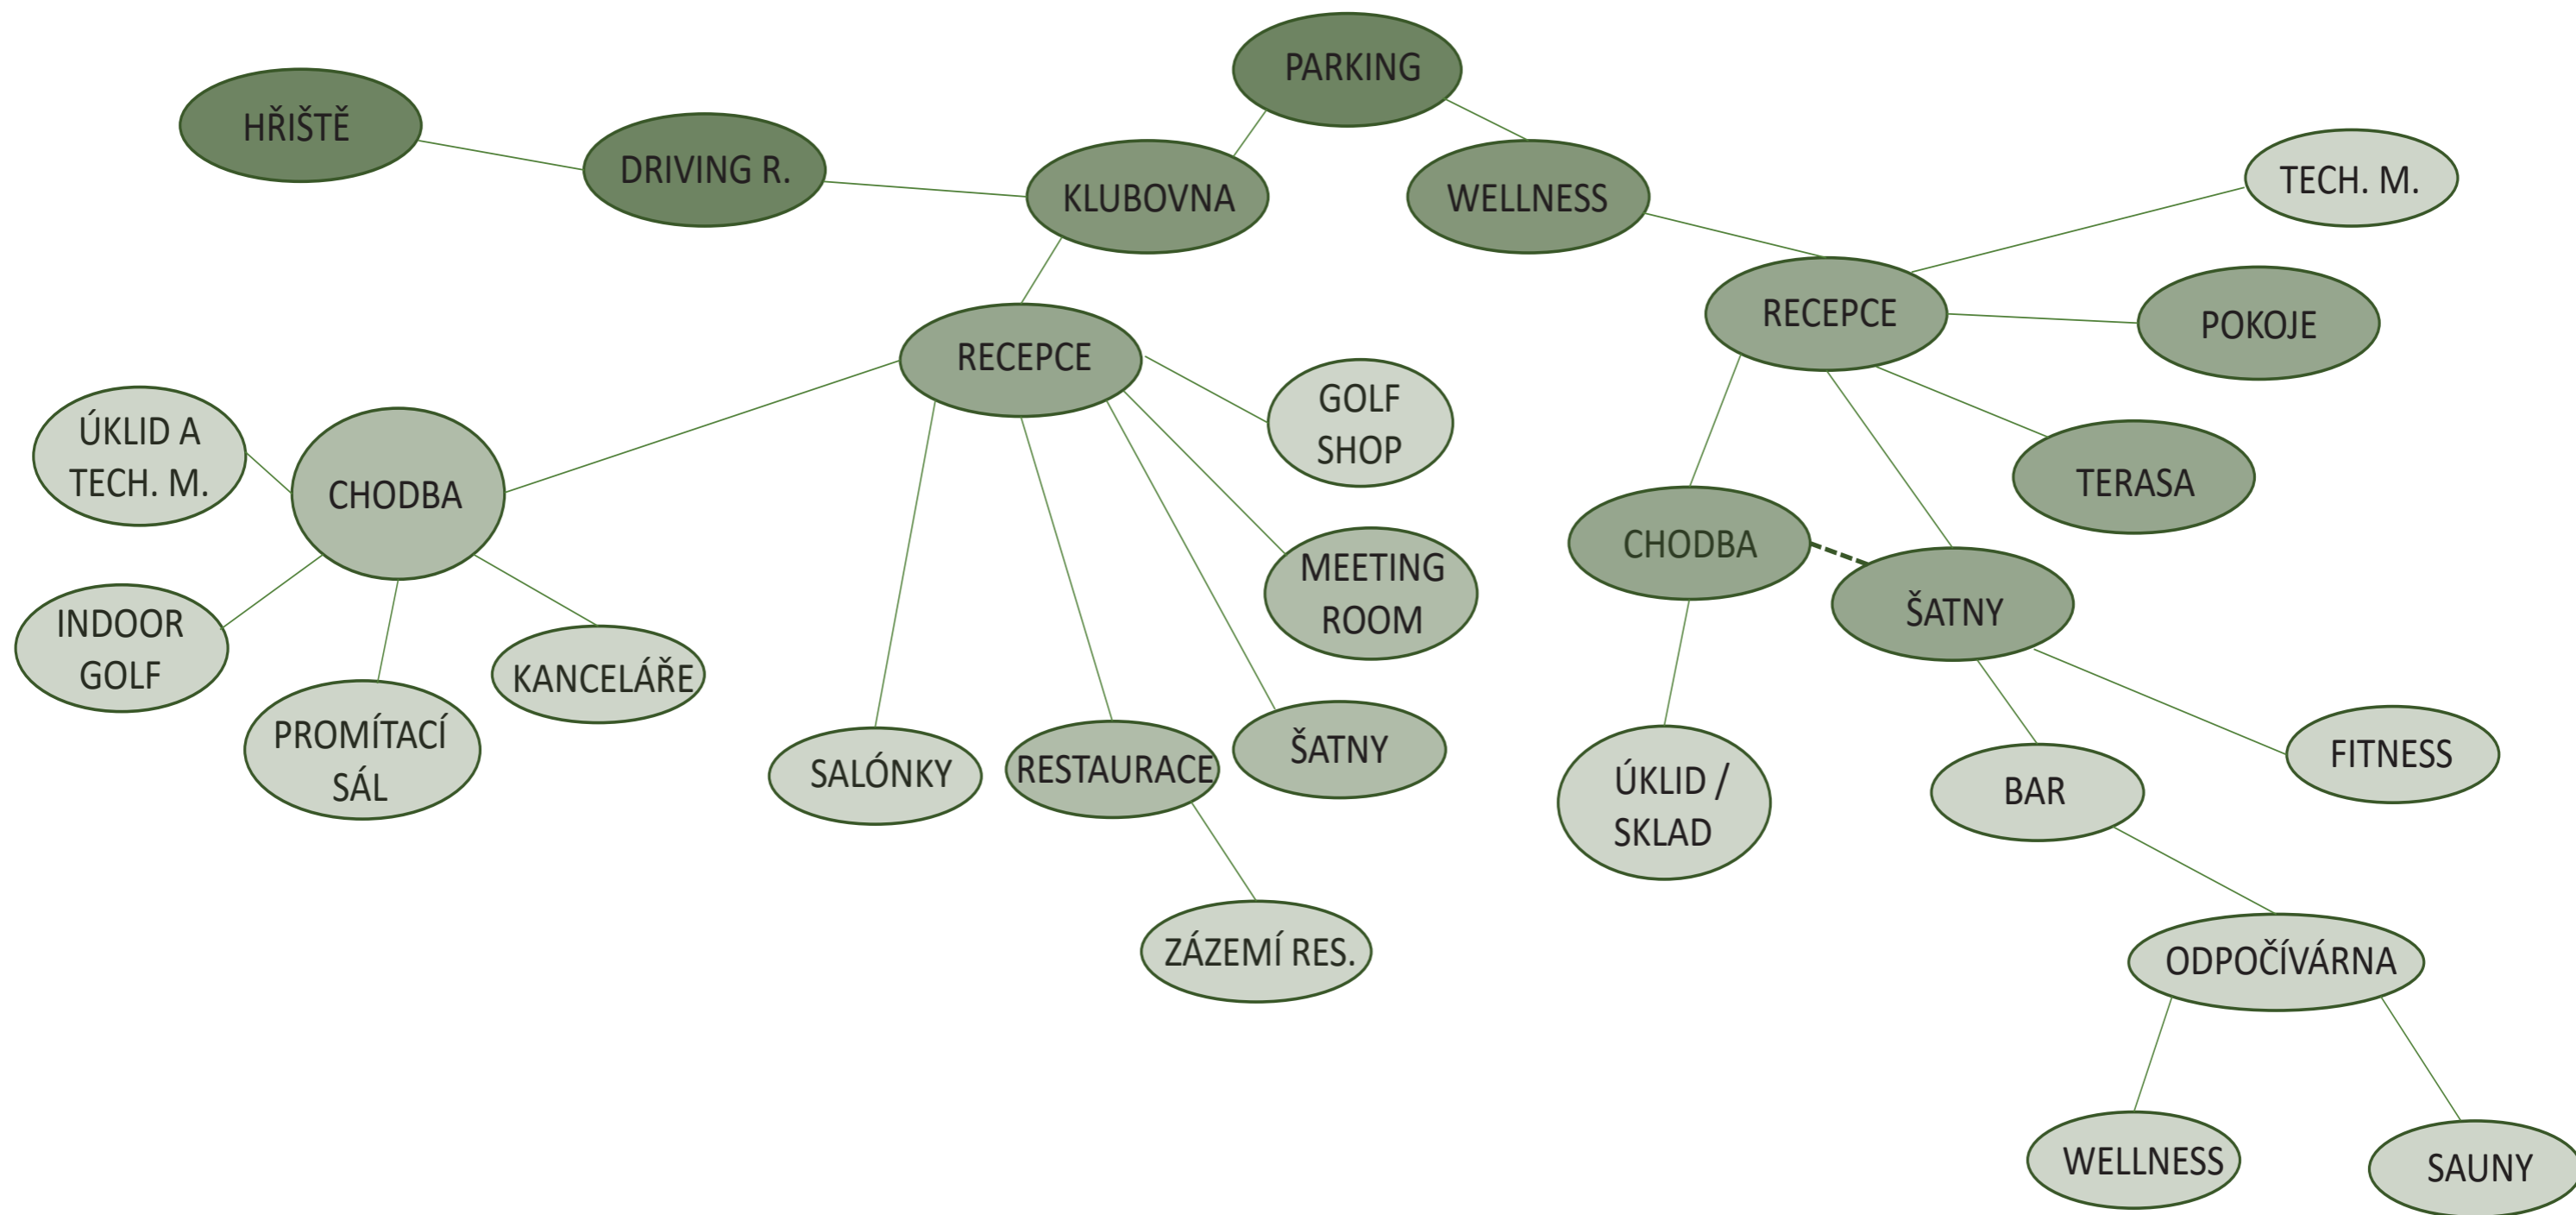 PARKING
HŘIŠTĚ
DRIVING R.
KLUBOVNA
WELLNESS
TECH. M.
RECEPCE
POKOJE
RECEPCE
GOLF
SHOP
ÚKLID A
TECH. M.
CHODBA
TERASA
CHODBA
MEETING
ROOM
ŠATNY
INDOOR
GOLF
KANCELÁŘE
PROMÍTACÍ
SÁL
SALÓNKY
RESTAURACE
ŠATNY
ÚKLID /
SKLAD
BAR
FITNESS
ZÁZEMÍ RES.
ODPOČÍVÁRNA
WELLNESS
SAUNY